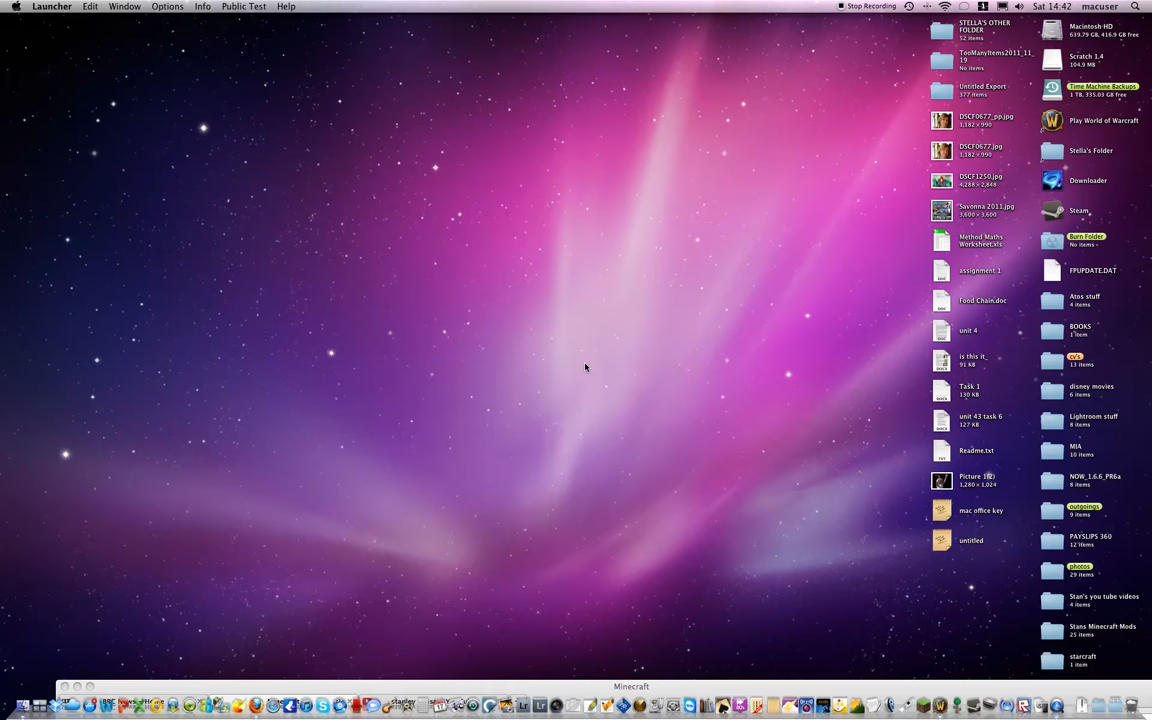 Launcher Edit Window Options Info Public Test Help
Stop Recording Sat 14:42 macuser
STELLA'S OTHER
FOLDER
52 items
TooManyItems2011_11_
19
No items
Untitled Export
377 items
DSCF0677_pp.jpg
1,182 × 990
DSCF0677.jpg
1,182 × 990
DSCF1250.jpg
4,288 × 2,848
Savonna 2011.jpg
3,600 × 3,600
Method Maths
Worksheet.xls
assignment 1
Food Chain.doc
unit 4
is this it_
91 KB
Task 1
130 KB
unit 43 task 6
127 KB
Readme.txt
1,280 × 1,024
mac office key
untitled
Macintosh HD
639.79 GB, 416.9 GB free
Scratch 1.4
104.9 MB
Time Machine Backups
1 TB, 335.03 GB free
Play World of Warcraft
Stella's Folder
Downloader
Steam
Burn Folder
No items
FPUPDATE.DAT
Atos stuff
4 items
BOOKS
1 item
cv's
13 items
disney movies
6 items
Lightroom stuff
8 items
MIA
10 items
NOW_1.6.6_PR6a
8 items
outgoings
9 items
PAYSLIPS 360
12 items
photos
29 items
Stan's you tube videos
4 items
Stans Minecraft Mods
25 items
starcraft
1 item
Minecraft